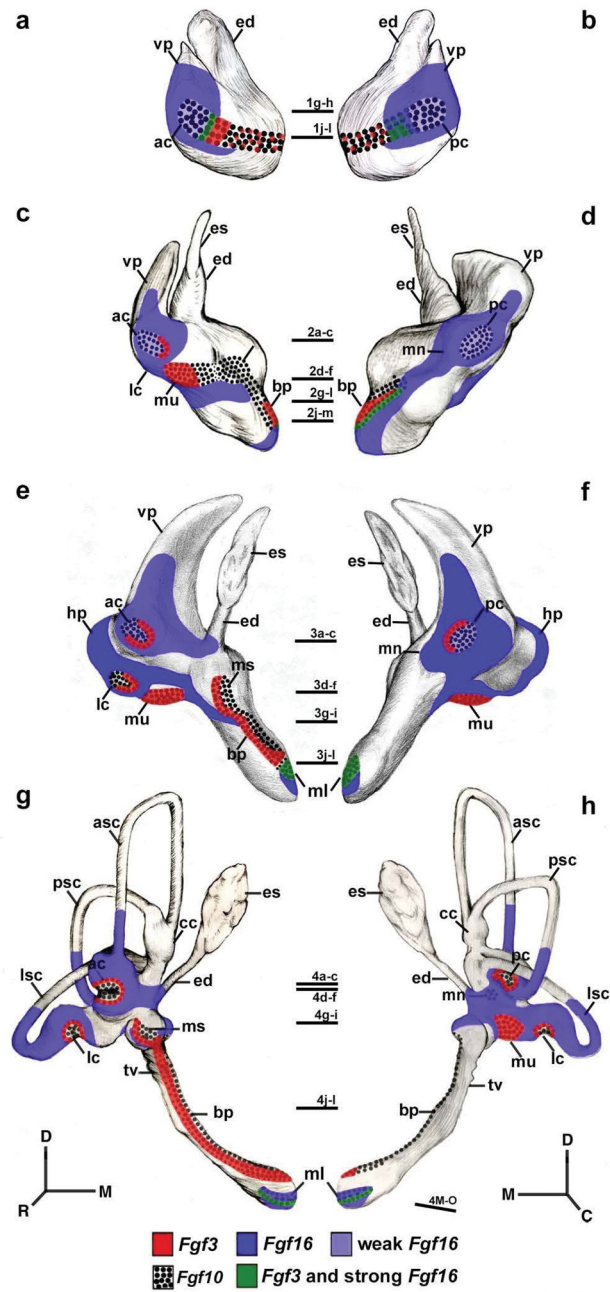 a
b
ed
ed
vp
vp
1g-h
1j-l
ac
pc
c
d
es
es
vp
vp
ed
ed
ac
pc
2a-c
mn
lc
2d-f
bp
bp
mu
2g-l
2j-m
e
f
vp
vp
es
es
hp
hp
ac
pc
ed
ed
3a-c
ms
mn
3d-f
lc
mu
mu
3g-i
bp
3j-l
ml
g
h
asc
asc
psc
psc
es
es
cc
cc
ac
pc
lsc
lsc
ed
ed
4a-c
4d-f
mn
4g-i
ms
lc
lc
mu
tv
tv
bp
bp
4j-l
D
D
M
M
R
C
ml
4M-O
Fgf3 Fgf16 weak Fgf16
Fgf10 Fgf3 and strong Fgf16